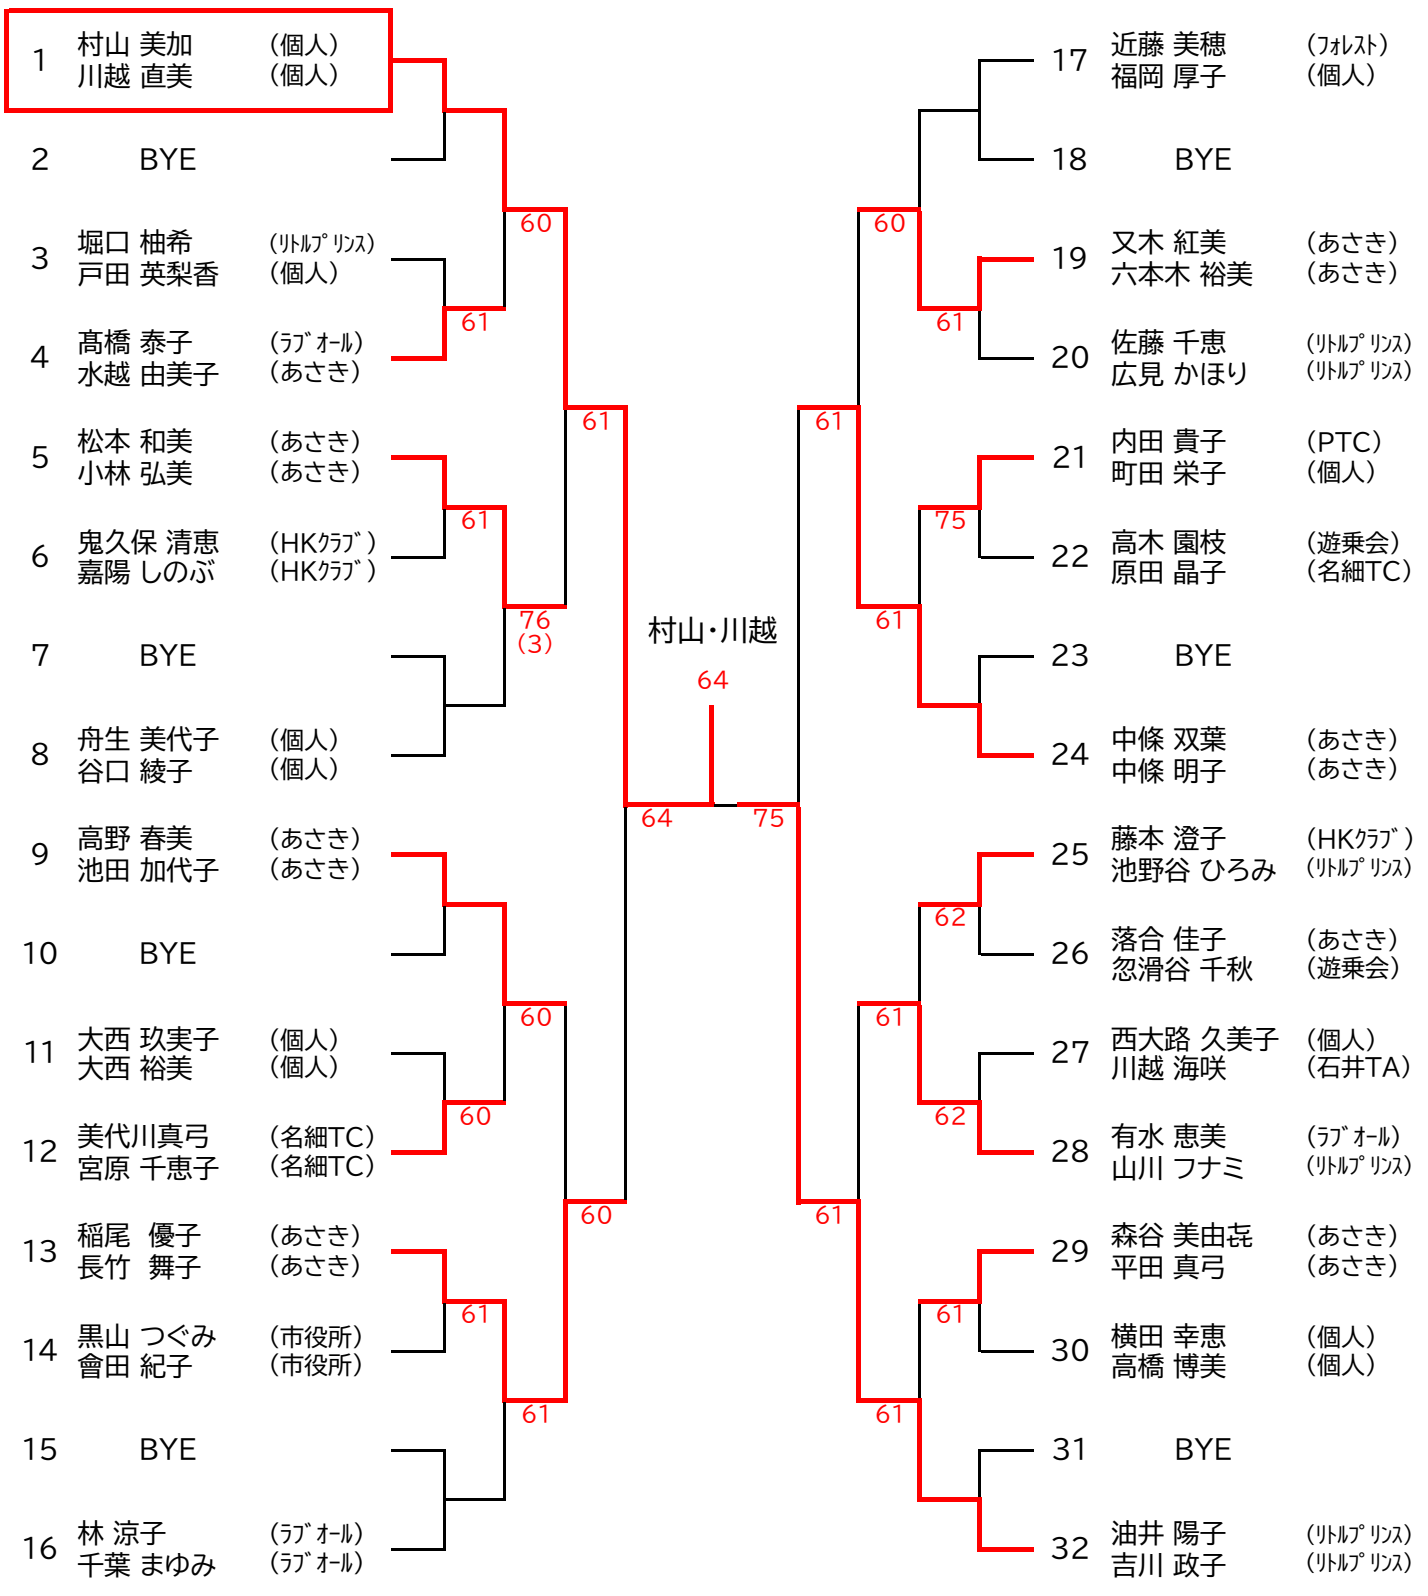 1 村山 美加 (個人)
川越 直美 (個人)
2 BYE
60
3 堀口 柚希 (ﾘﾄﾙﾌﾟﾘﾝｽ)
戸田 英梨香 (個人)
61
4 髙橋 泰子 (ﾗﾌﾞｵｰﾙ)
水越 由美子 (あさき)
61
5 松本 和美 (あさき)
小林 弘美 (あさき)
61
6 鬼久保 清恵 (HKｸﾗﾌﾞ)
嘉陽 しのぶ (HKｸﾗﾌﾞ)
76
(3)
7 BYE
8 舟生 美代子 (個人)
谷口 綾子 (個人)
64
9 高野 春美 (あさき)
池田 加代子 (あさき)
10 BYE
60
11 大西 玖実子 (個人)
大西 裕美 (個人)
60
12 美代川真弓 (名細TC)
宮原 千恵子 (名細TC)
60
13 稲尾 優子 (あさき)
長竹 舞子 (あさき)
61
14 黒山 つぐみ (市役所)
會田 紀子 (市役所)
61
15 BYE
16 林 涼子 (ﾗﾌﾞｵｰﾙ)
千葉 まゆみ (ﾗﾌﾞｵｰﾙ)
村山・川越
64
17 近藤 美穂 (ﾌｫﾚｽﾄ)
福岡 厚子 (個人)
18 BYE
60
19 又木 紅美 (あさき)
六本木 裕美 (あさき)
61
20 佐藤 千恵 (ﾘﾄﾙﾌﾟﾘﾝｽ)
広見 かほり (ﾘﾄﾙﾌﾟﾘﾝｽ)
61
21 内田 貴子 (PTC)
町田 栄子 (個人)
75
22 高木 園枝 (遊乗会)
原田 晶子 (名細TC)
61
23 BYE
24 中條 双葉 (あさき)
中條 明子 (あさき)
75
25 藤本 澄子 (HKｸﾗﾌﾞ)
池野谷 ひろみ (ﾘﾄﾙﾌﾟﾘﾝｽ)
62
26 落合 佳子 (あさき)
忍滑谷 千秋 (遊乗会)
61
27 西大路 久美子 (個人)
川越 海咲 (石井TA)
62
28 有水 恵美 (ﾗﾌﾞｵｰﾙ)
山川 フナミ (ﾘﾄﾙﾌﾟﾘﾝｽ)
61
29 森谷 美由㐂 (あさき)
平田 真弓 (あさき)
61
30 横田 幸恵 (個人)
高橋 博美 (個人)
61
31 BYE
32 油井 陽子 (ﾘﾄﾙﾌﾟﾘﾝｽ)
吉川 政子 (ﾘﾄﾙﾌﾟﾘﾝｽ)